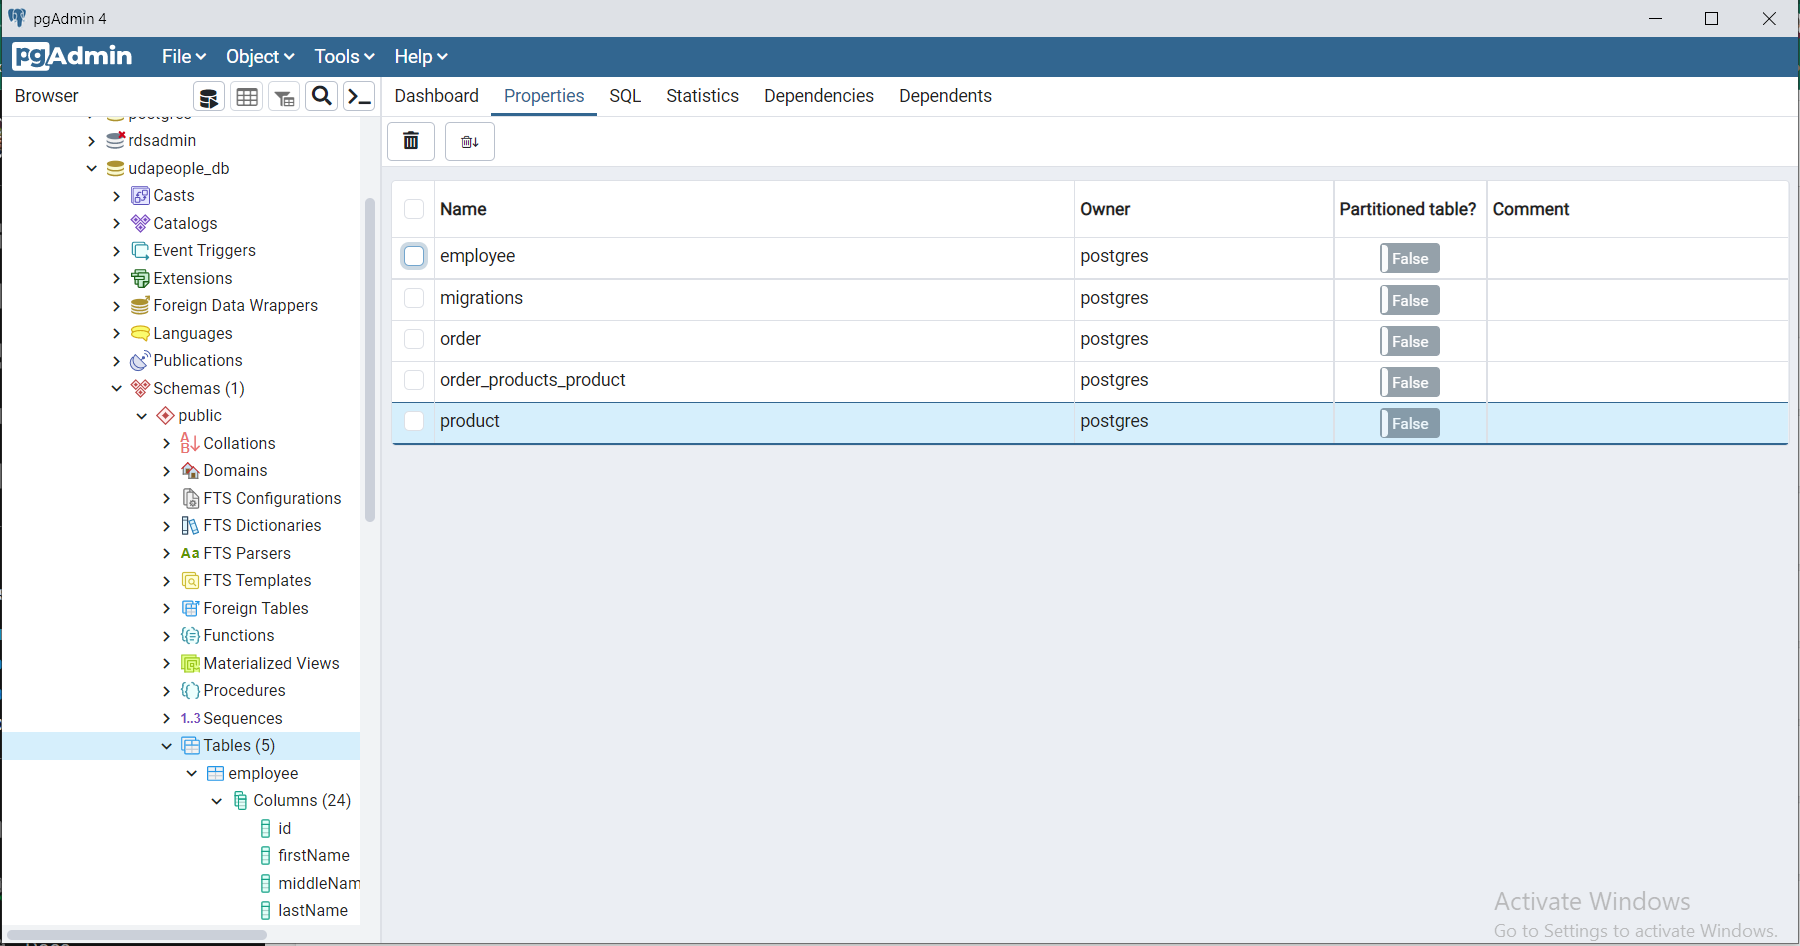 pgAdmin 4
pgAdmin File Object Tools Help
Browser
Dashboard Properties SQL Statistics Dependencies Dependents
postgres
rdsadmin
udapeople_db
Casts
Catalogs
Event Triggers
Extensions
Foreign Data Wrappers
Languages
Publications
Schemas (1)
public
Collations
Domains
FTS Configurations
FTS Dictionaries
Aa FTS Parsers
FTS Templates
Foreign Tables
Functions
Materialized Views
Procedures
1..3 Sequences
Tables (5)
employee
Columns (24)
id
firstName
middleNam
lastName
Name Owner Partitioned table? Comment
employee postgres False
migrations postgres False
order postgres False
order_products_product postgres False
product postgres False
Activate Windows
Go to Settings to activate Windows.